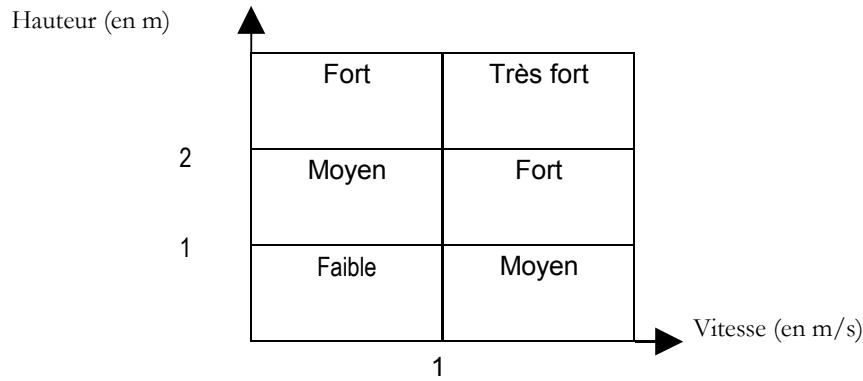 Hauteur (en m)
Fort Très fort
2
Moyen Fort
1
Faible Moyen
Vitesse (en m/s)
1